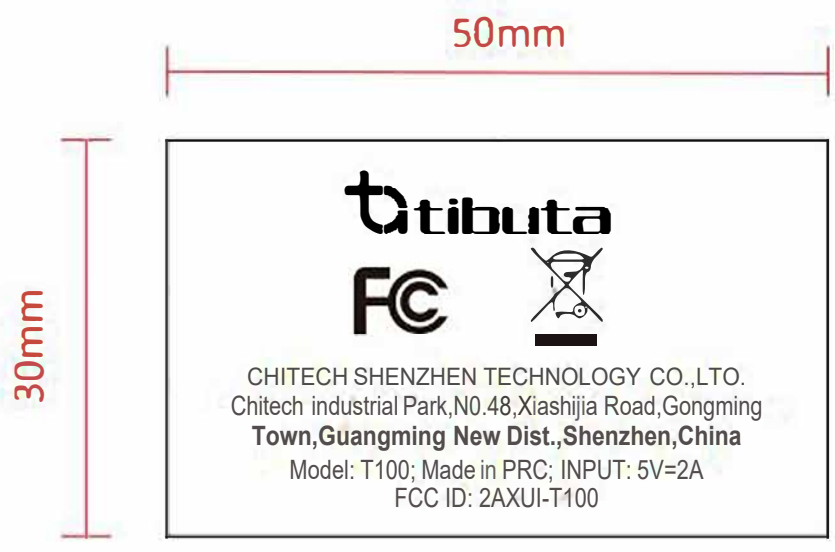 50mm
30mm
tibuta
FC
CHITECH SHENZHEN TECHNOLOGY CO.,LTO.
Chitech industrial Park,N0.48,Xiashijia Road,Gongming
Town,Guangming New Dist.,Shenzhen,China
Model: T100; Made in PRC; INPUT: 5V=2A
FCC ID: 2AXUI-T100